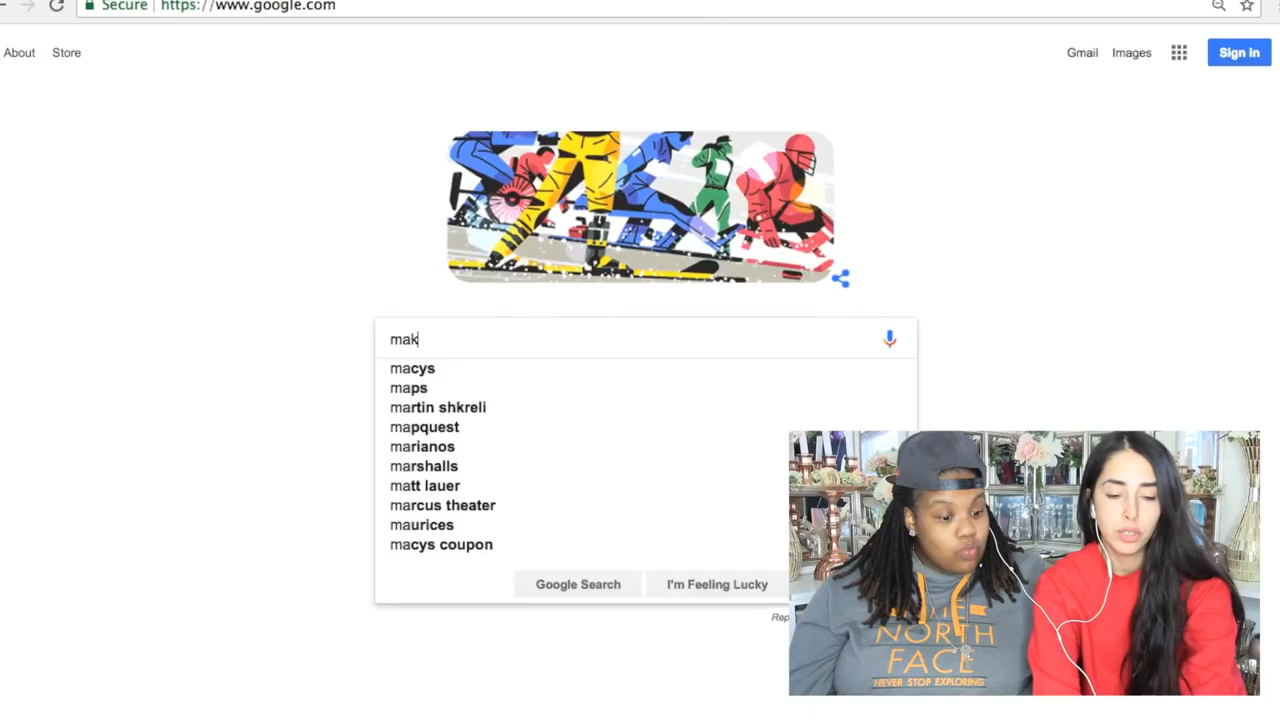 Secure https://www.google.com
About Store Gmail Images Sign in
mak
macys
maps
martin shkreli
mapquest
marianos
marshalls
matt lauer
marcus theater
maurices
macys coupon
Google Search I'm Feeling Lucky
NORTH
FACE
NEVER STOP EXPLORING